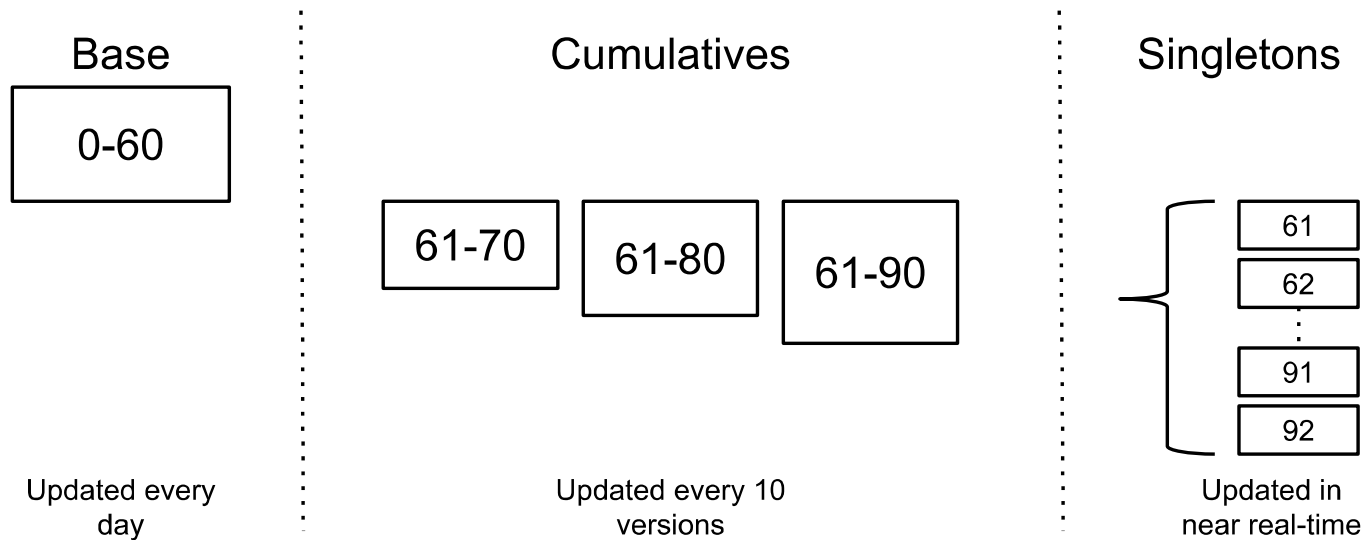 Base
0-60
Updated every
day
Cumulatives
61-70
61-80
61-90
Updated every 10
versions
Singletons
61
62
91
92
Updated in
near real-time